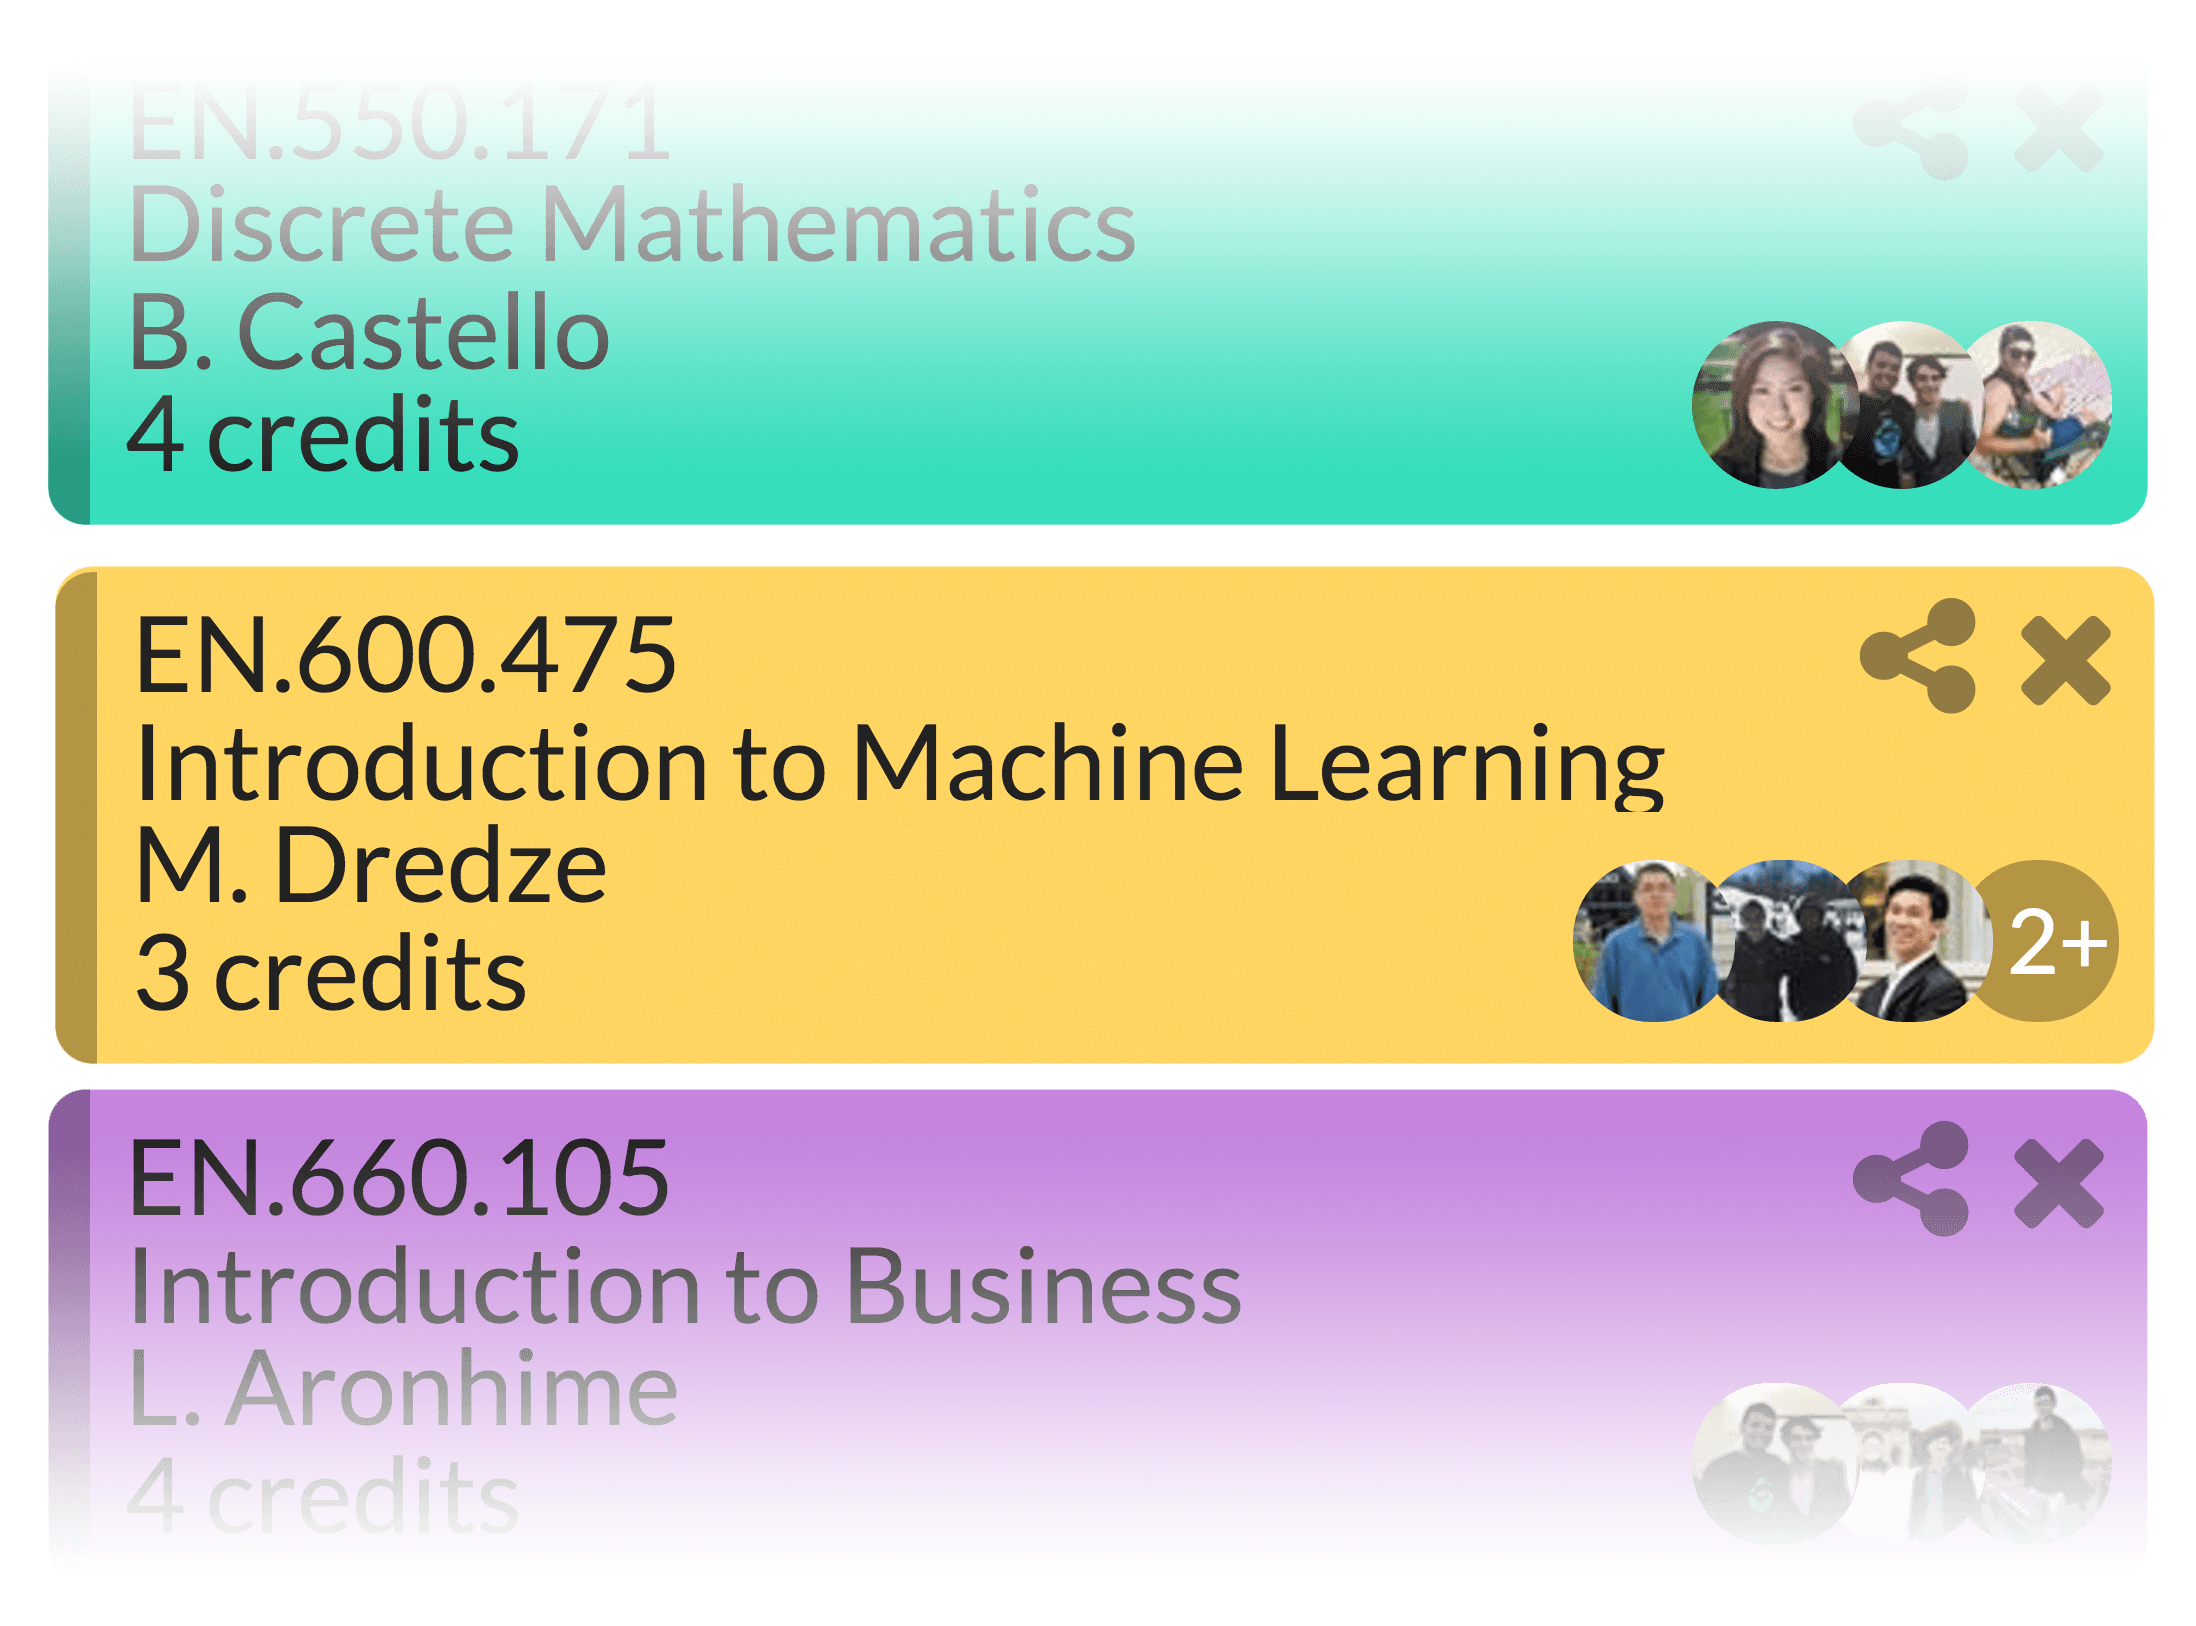 EN.550.171
Discrete Mathematics
B. Castello
4 credits
EN.600.475
Introduction to Machine Learning
M. Dredze
3 credits
2+
EN.660.105
Introduction to Business
L. Aronhime
4 credits